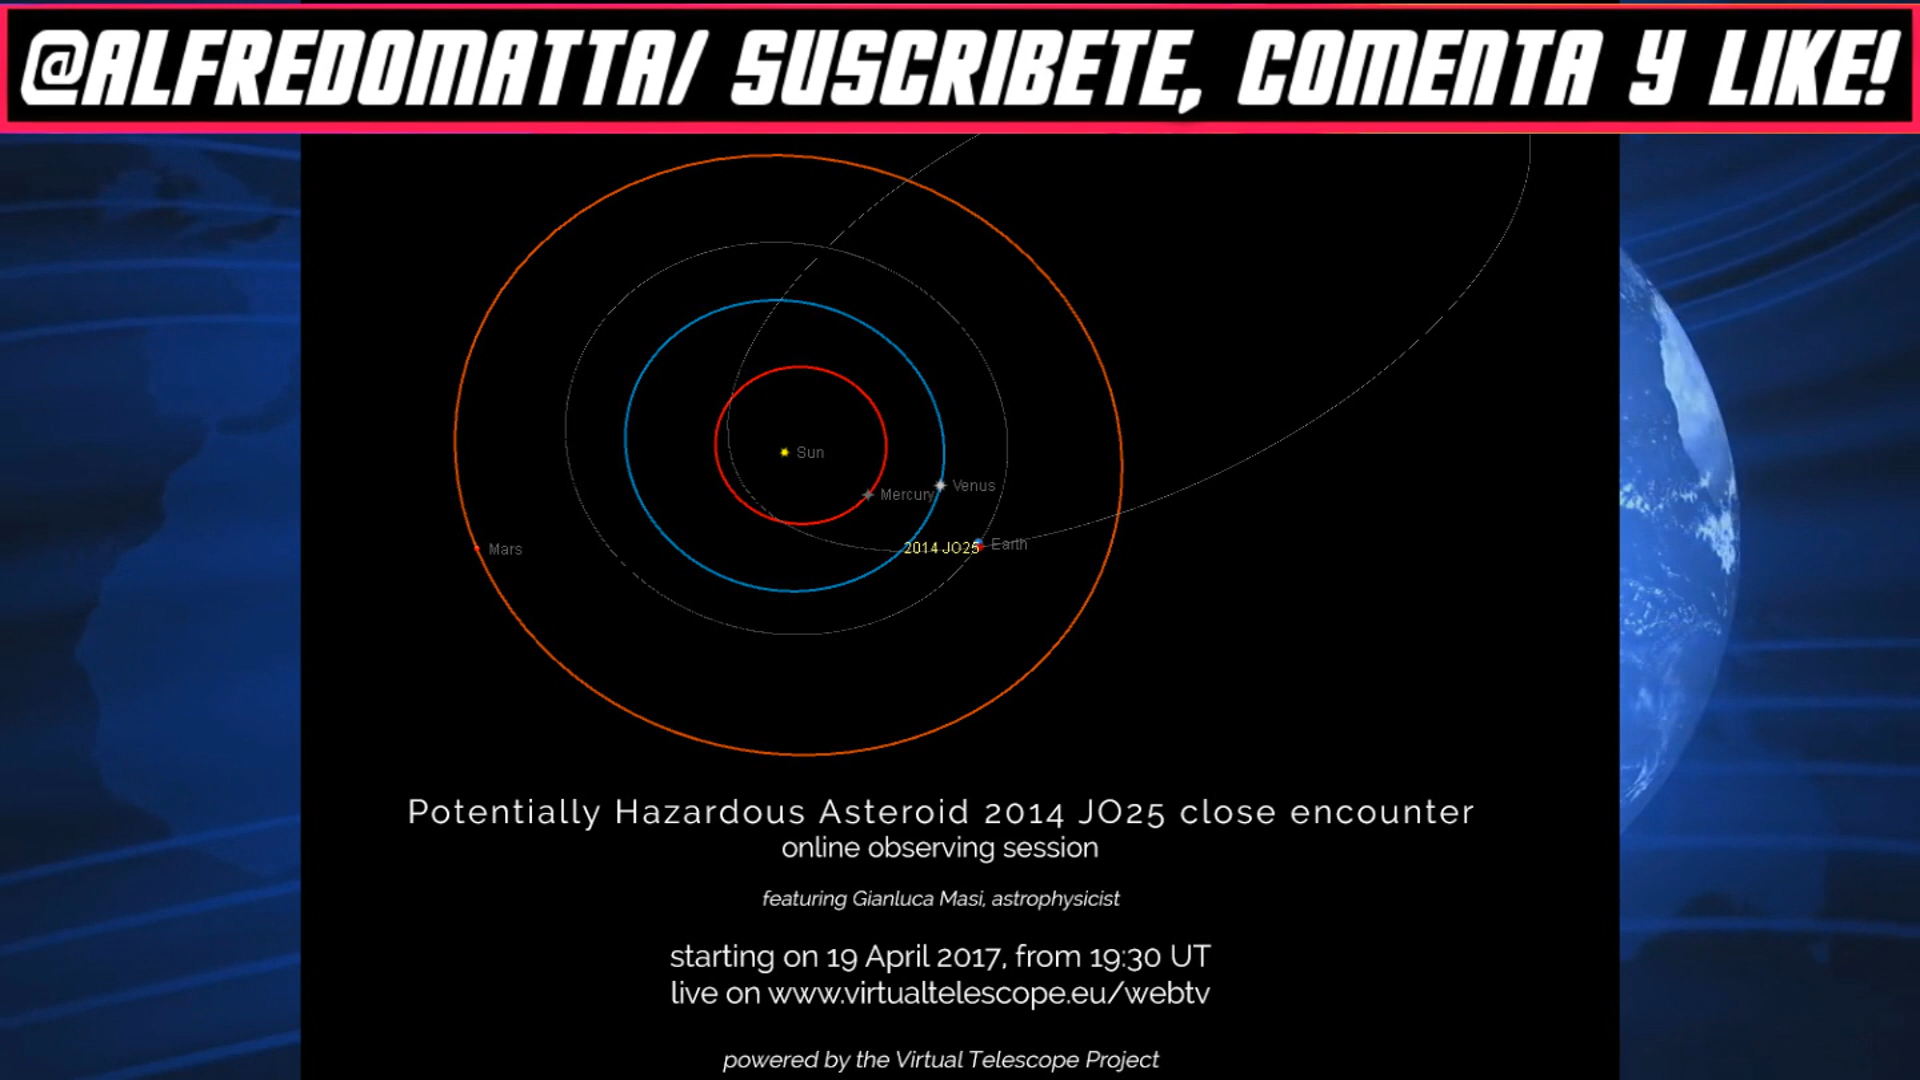 @ALFREDOMATTA/ SUSCRIBETE, COMENTA Y LIKE!
Sun
Mercury
Venus
2014 JO25
Earth
Mars
Potentially Hazardous Asteroid 2014 JO25 close encounter
online observing session
featuring Gianluca Masi, astrophysicist
starting on 19 April 2017, from 19:30 UT
live on www.virtualtelescope.eu/webtv
powered by the Virtual Telescope Project